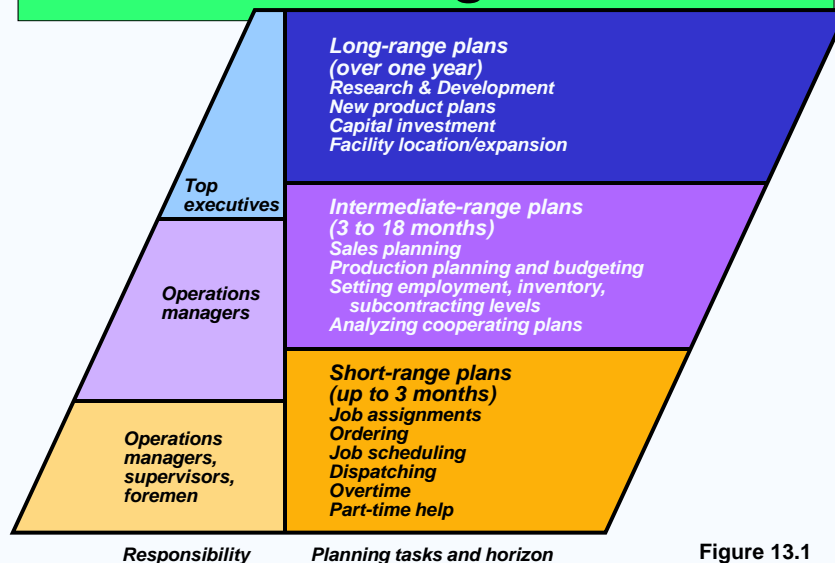 Long-range plans
(over one year)
Research & Development
New product plans
Capital investment
Facility location/expansion
Top
executives
Intermediate-range plans
(3 to 18 months)
Sales planning
Production planning and budgeting
Setting employment, inventory,
subcontracting levels
Analyzing cooperating plans
Operations
managers
Short-range plans
(up to 3 months)
Job assignments
Ordering
Job scheduling
Dispatching
Overtime
Part-time help
Operations
managers,
supervisors,
foremen
Responsibility
Planning tasks and horizon
Figure 13.1